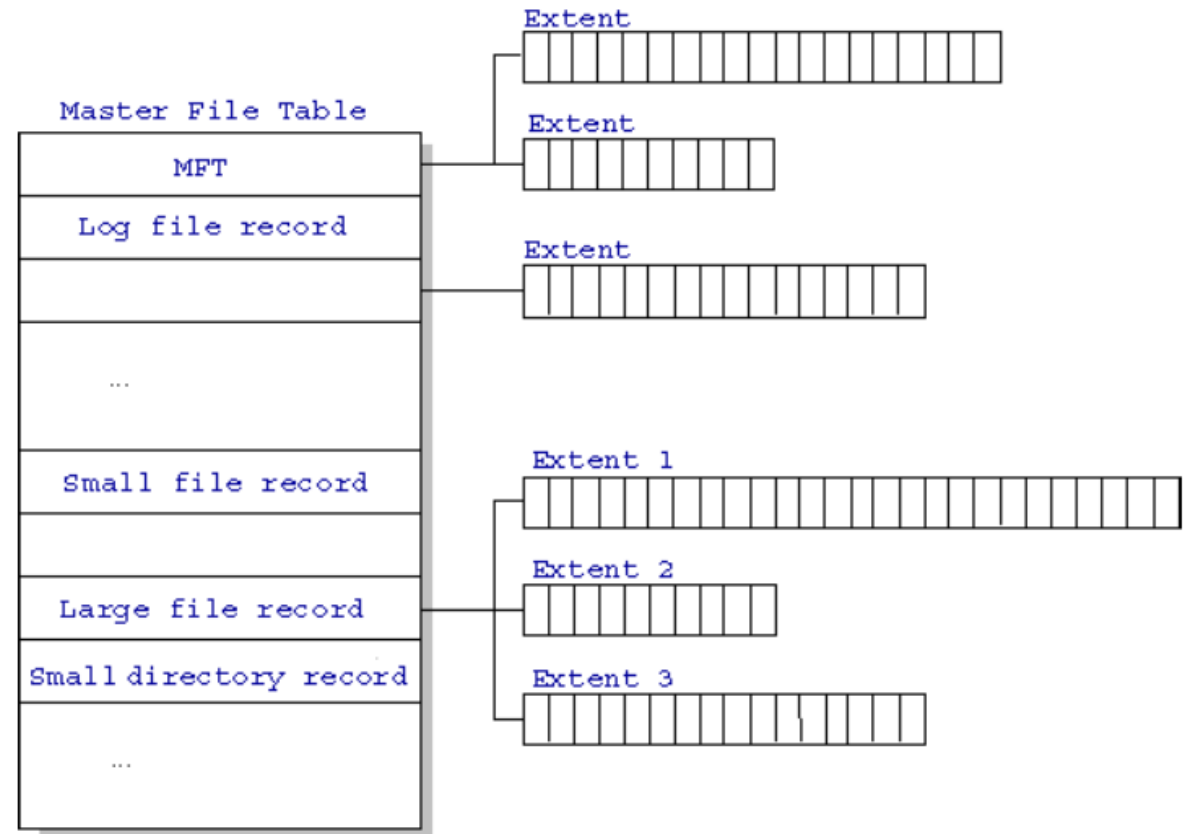 Extent
Master File Table
Extent
MFT
Log file record
Extent
...
Extent 1
Small file record
Extent 2
Large file record
Small directory record
Extent 3
...